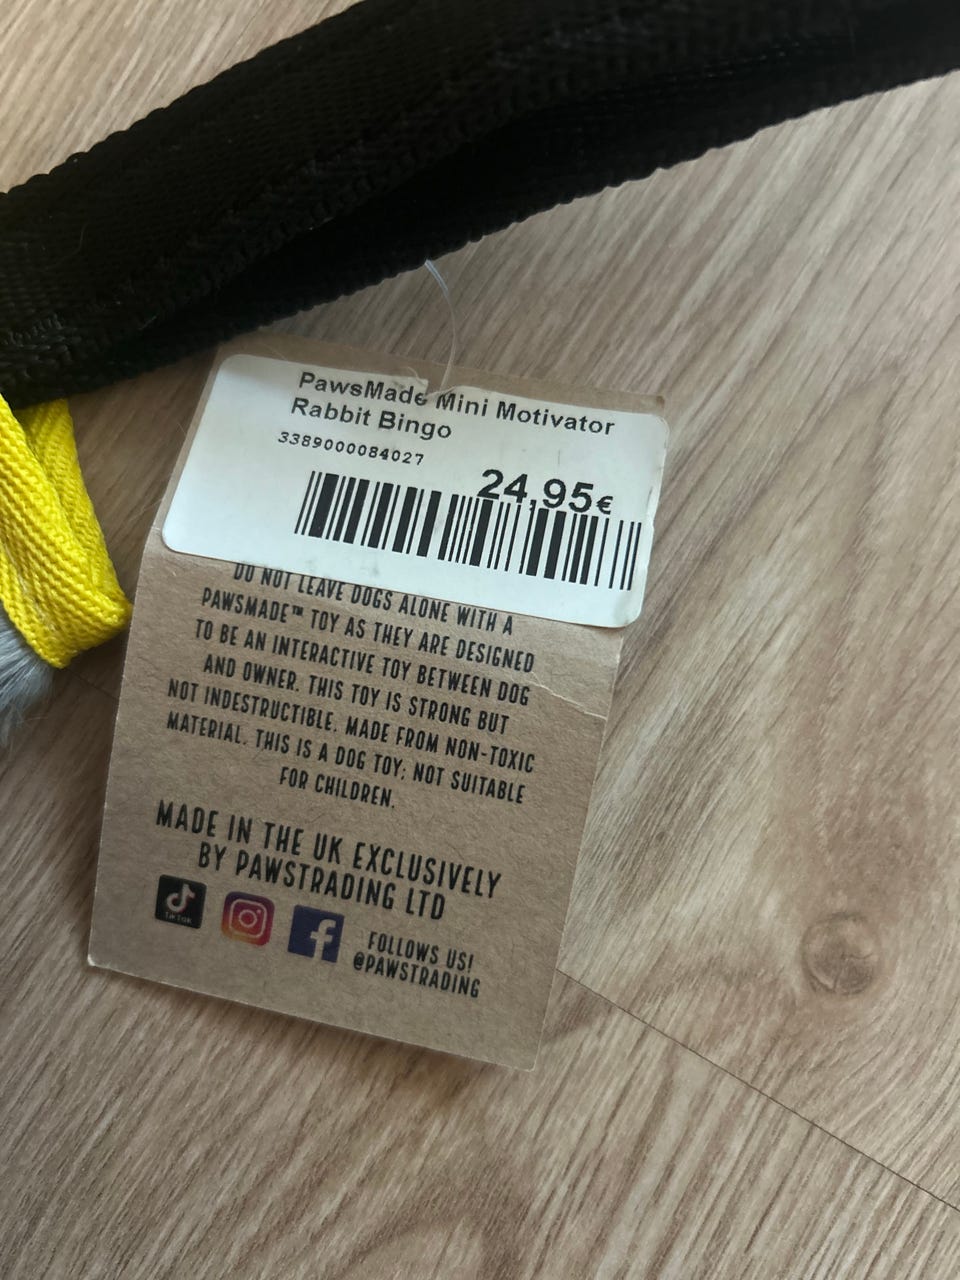 PawsMade Mini Motivator
Rabbit Bingo
3389000084027
24,95€
DO NOT LEAVE DOGS ALONE WITH A
PAWSMADE™ TOY AS THEY ARE DESIGNED
TO BE AN INTERACTIVE TOY BETWEEN DOG
AND OWNER. THIS TOY IS STRONG BUT
NOT INDESTRUCTIBLE. MADE FROM NON-TOXIC
MATERIAL. THIS IS A DOG TOY; NOT SUITABLE
FOR CHILDREN.
MADE IN THE UK EXCLUSIVELY
BY PAWSTRADING LTD
TikTok
FOLLOWS US!
@PAWSTRADING